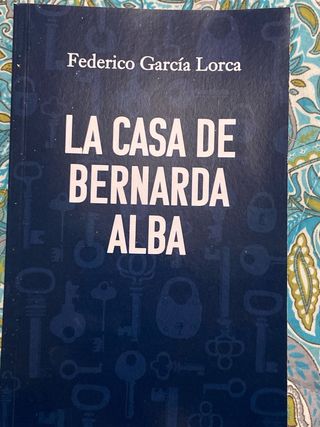 Federico García Lorca
LA CASA DE
BERNARDA
ALBA